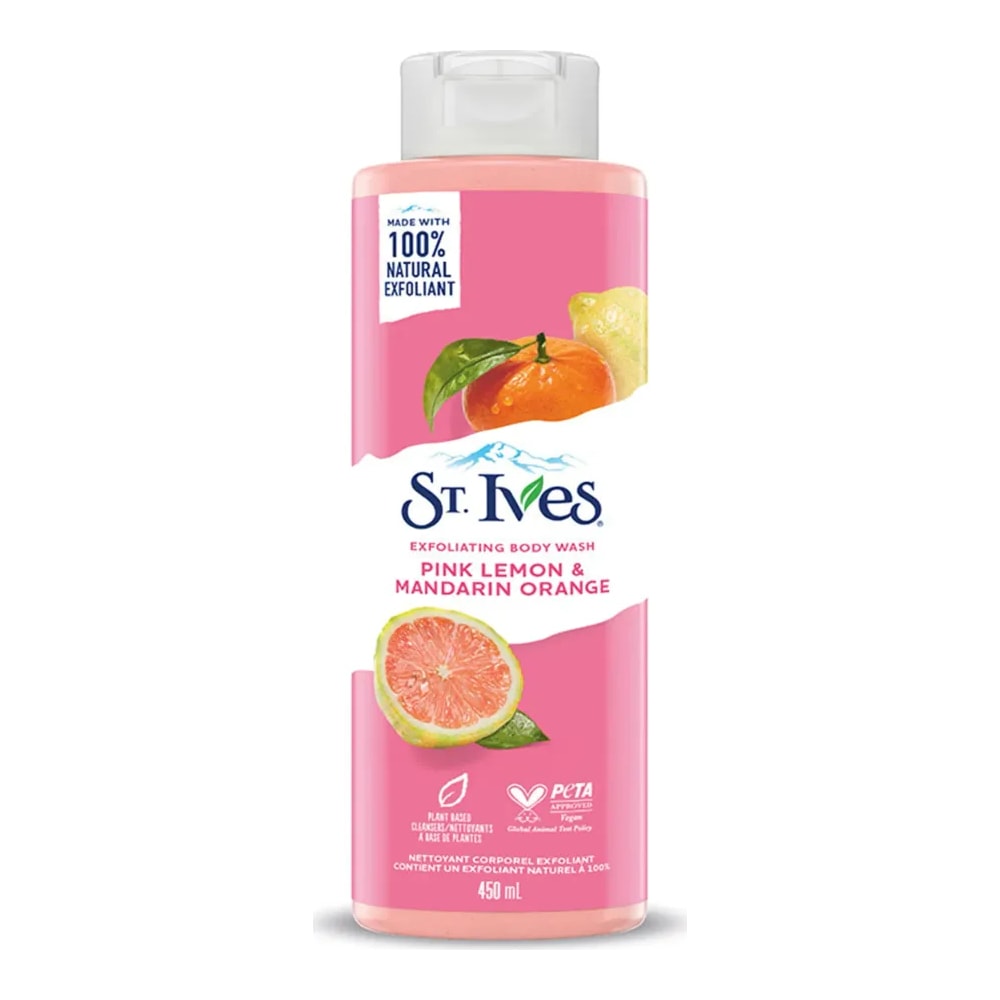 MADE WITH
100%
NATURAL
EXFOLIANT
ST. IVES®
EXFOLIATING BODY WASH
PINK LEMON &
MANDARIN ORANGE
PLANT BASED
CLEANSERS/NETTOYANTS
À BASE DE PLANTES
PETA
APPROVED
Vegan
Global Animal Test Policy
NETTOYANT CORPOREL EXFOLIANT
CONTIENT UN EXFOLIANT NATUREL À 100%
450 mL